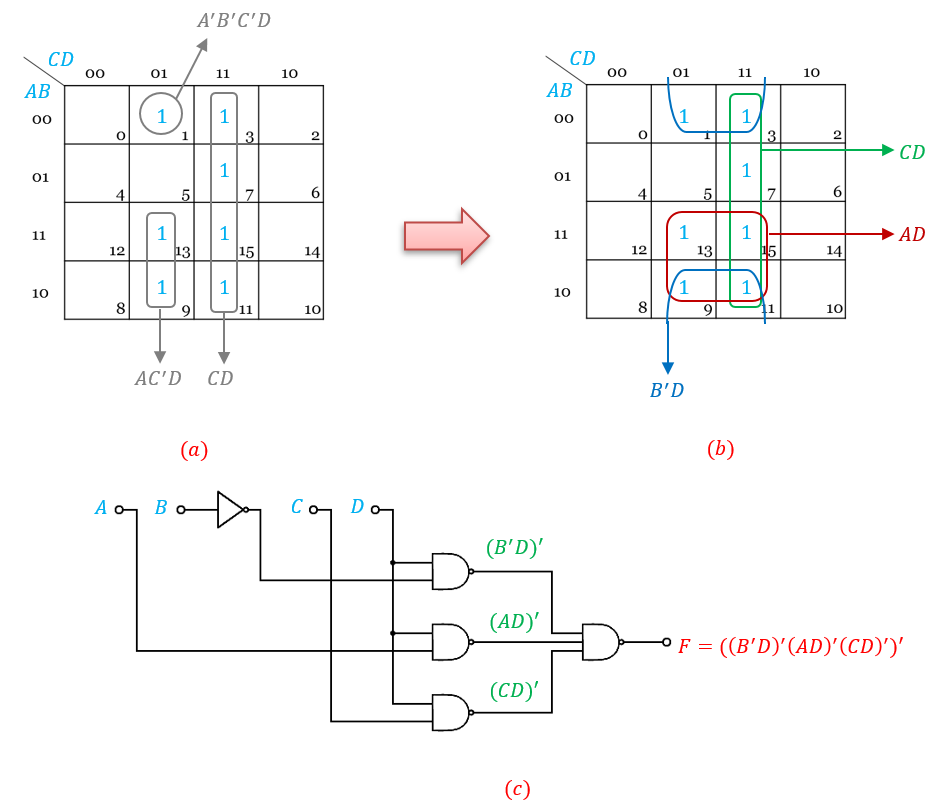 A′B′C′D
CD
00 01 11 10
AB
00 1 1
0 1 3 2
01 1
4 5 7 6
11 1 1
12 13 15 14
10 1 1
8 9 11 10
AC′D CD
(a)
CD
00 01 11 10
AB
00 1 1
0 1 3 2
CD
01 1
4 5 7 6
11 1 1 AD
12 13 15 14
10 1 1
8 9 11 10
B′D
(b)
A B C D
(B′D)′
(AD)′
F = ((B′D)′(AD)′(CD)′)′
(CD)′
(c)